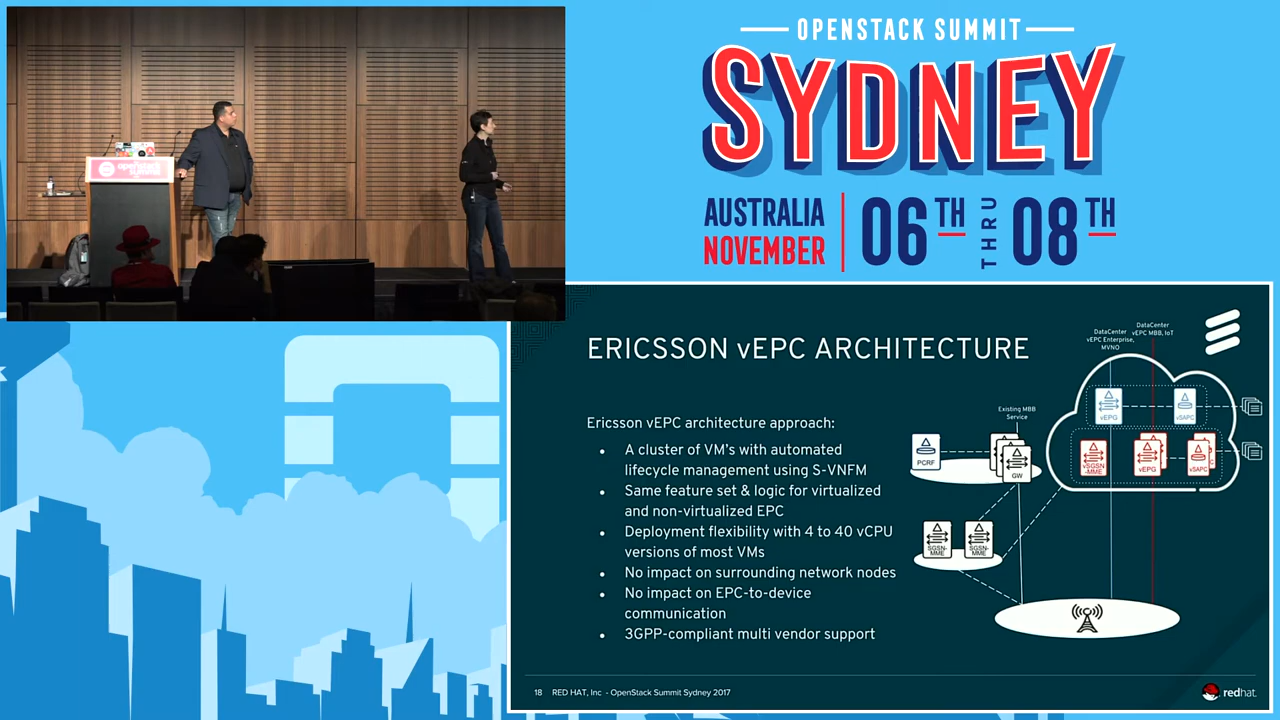 OPENSTACK SUMMIT
SYDNEY
AUSTRALIA
NOVEMBER
06TH
THRU
08TH
openstack
ERICSSON vEPC ARCHITECTURE
Ericsson vEPC architecture approach:
• A cluster of VM's with automated
lifecycle management using S-VNFM
• Same feature set & logic for virtualized
and non-virtualized EPC
• Deployment flexibility with 4 to 40 vCPU
versions of most VMs
• No impact on surrounding network nodes
• No impact on EPC-to-device
communication
• 3GPP-compliant multi vendor support
DataCenter
vEPC Enterprise,
MVNO
DataCenter
vEPC MBB, IoT
Existing MBB
Service
vEPG
vSAPC
PCRF
GW
vSGSN
-MME
vEPG
vSAPC
SGSN-
MME
SGSN-
MME
18 RED HAT, Inc - OpenStack Summit Sydney 2017
redhat.